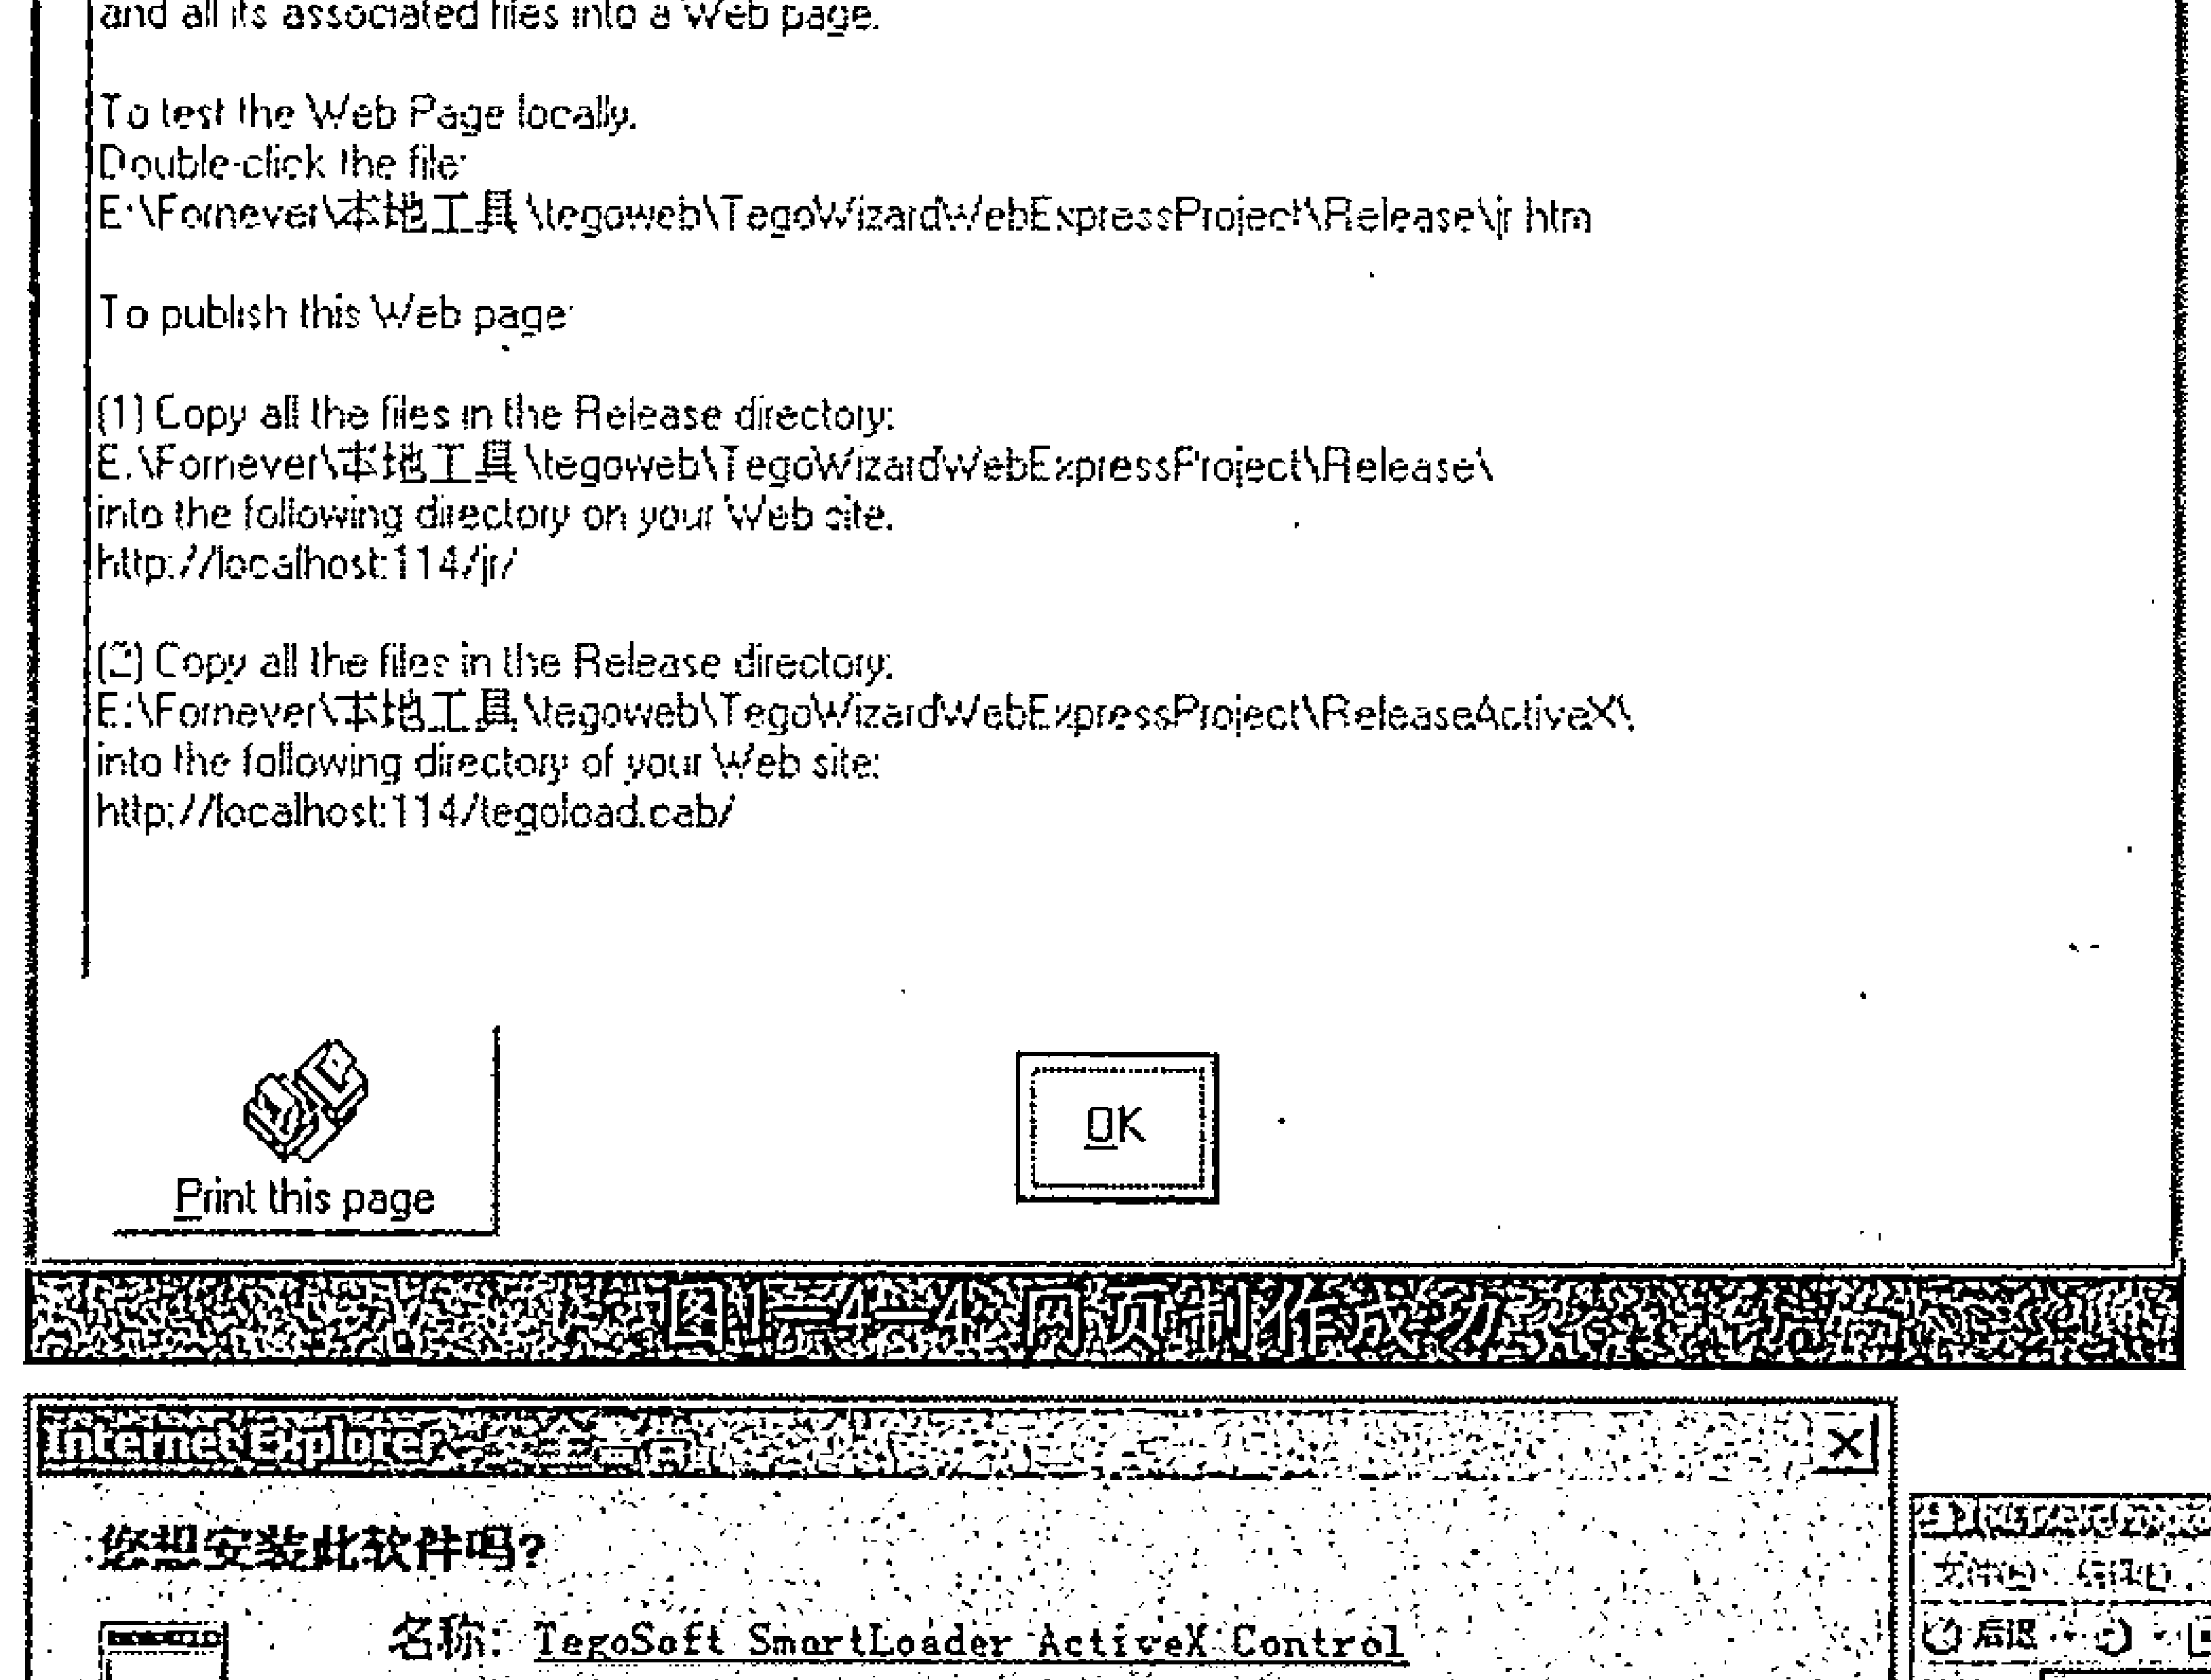 and all its associated files into a Web page.
To test the Web Page locally.
Double-click the file:
E:\Fornever\本地工具\tegoweb\TegoWizardWebExpressProject\Release\jr htm
To publish this Web page:
(1) Copy all the files in the Release directory:
E:\Fornever\本地工具\tegoweb\TegoWizardWebExpressProject\Release\
into the following directory on your Web site.
http://localhost:114/jr/
(2) Copy all the files in the Release directory:
E:\Fornever\本地工具\tegoweb\TegoWizardWebExpressProject\ReleaseActiveX\
into the following directory of your Web site:
http://localhost:114/tegoload.cab/
Print this page
OK
图1-4-4 网页制作成功
Internet Explorer - 安全警告
您想安装此软件吗?
名称: TegoSoft SmartLoader ActiveX Control
后退